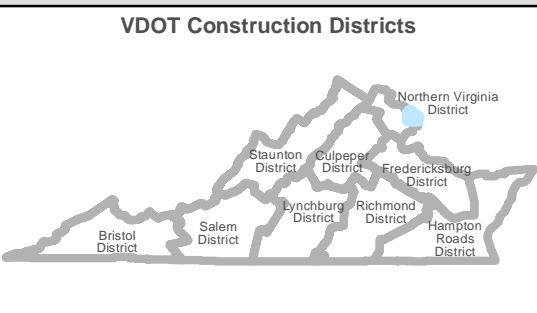 VDOT Construction Districts
Northern Virginia
District
Staunton
District
Culpeper
District
Fredericksburg
District
Lynchburg
District
Richmond
District
Salem
District
Bristol
District
Hampton
Roads
District